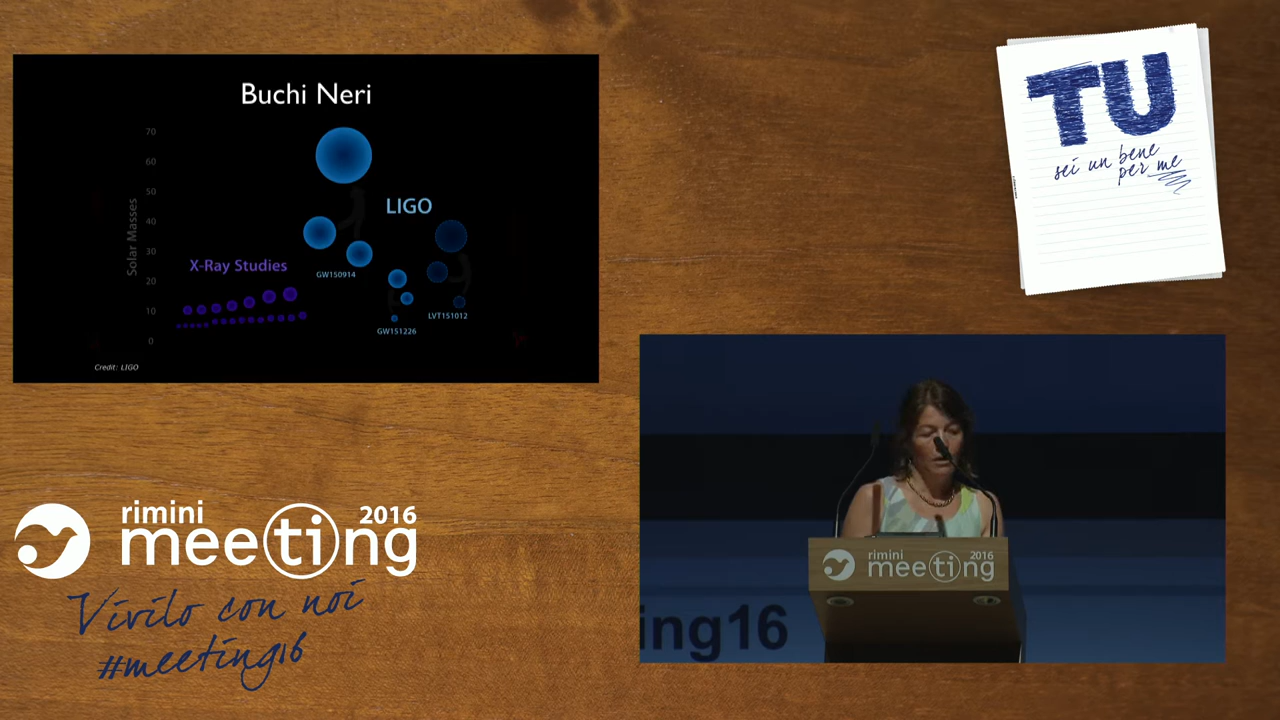 Buchi Neri
70
60
50
40
30
20
10
0
Solar Masses
X-Ray Studies
LIGO
GW150914
GW151226
LVT151012
Credit: LIGO
TU
sei un bene
per me
rimini
meeting
2016
Vivilo con noi
#meeting16
rimini
meeting
2016
ing16